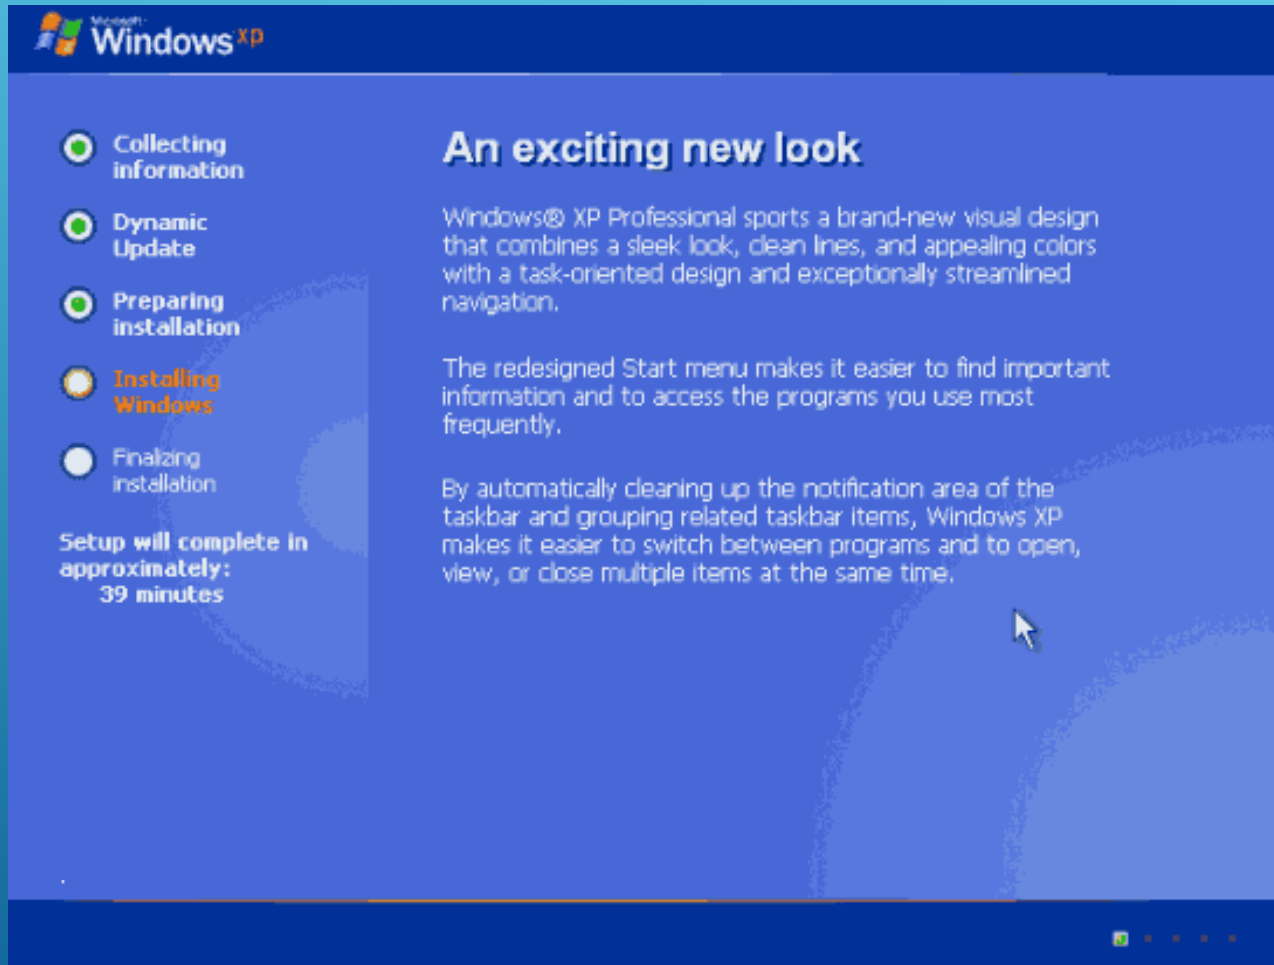 Microsoft
Windows xp
Collecting
information
Dynamic
Update
Preparing
installation
Installing
Windows
Finalizing
installation
Setup will complete in
approximately:
39 minutes
An exciting new look
Windows® XP Professional sports a brand-new visual design
that combines a sleek look, clean lines, and appealing colors
with a task-oriented design and exceptionally streamlined
navigation.
The redesigned Start menu makes it easier to find important
information and to access the programs you use most
frequently.
By automatically cleaning up the notification area of the
taskbar and grouping related taskbar items, Windows XP
makes it easier to switch between programs and to open,
view, or close multiple items at the same time.